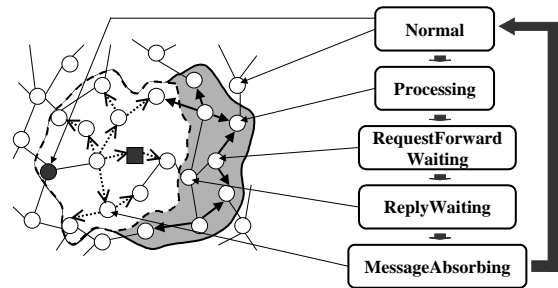 Normal
Processing
RequestForward
Waiting
ReplyWaiting
MessageAbsorbing